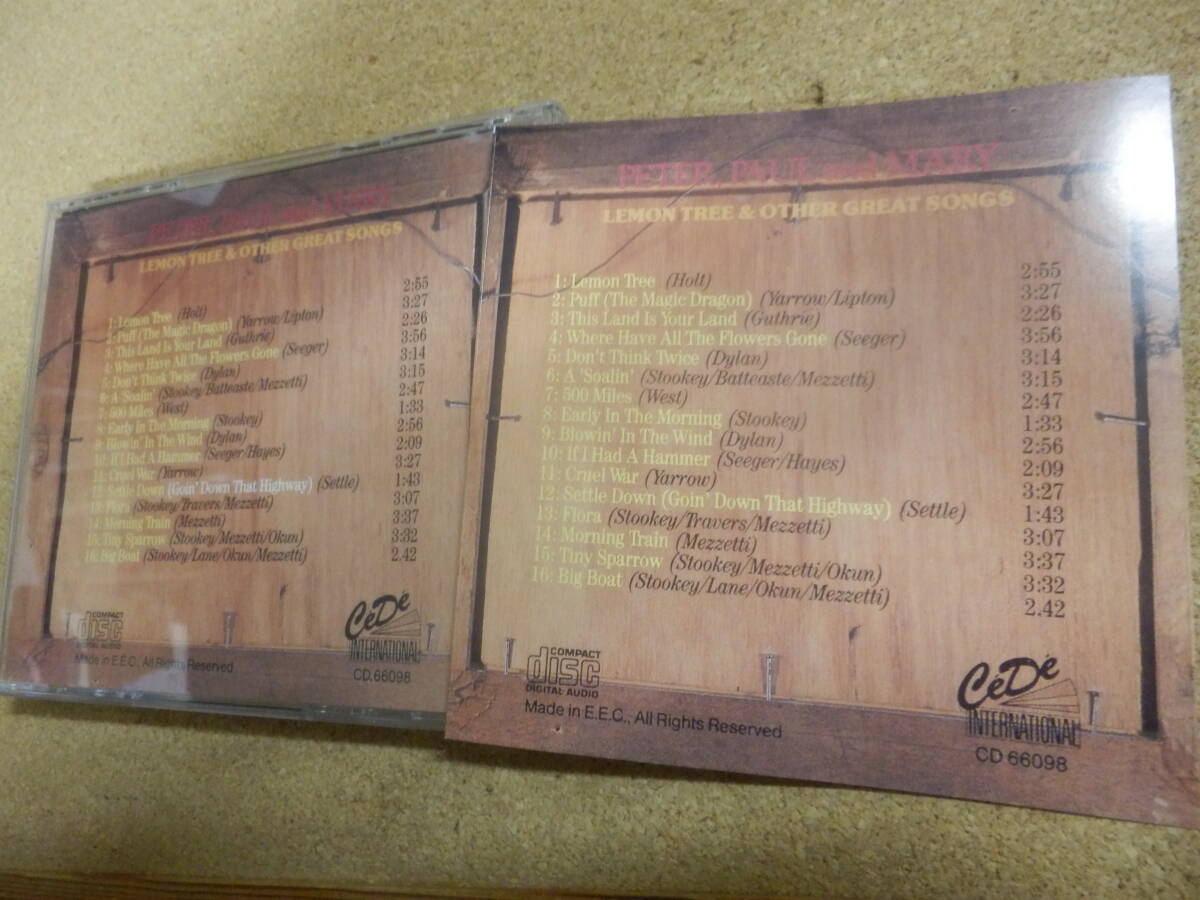 PETER, PAUL and MARY
LEMON TREE & OTHER GREAT SONGS
1: Lemon Tree (Holt) 2:55
2: Puff (The Magic Dragon) (Yarrow/Lipton) 3:27
3: This Land Is Your Land (Guthrie) 2:26
4: Where Have All The Flowers Gone (Seeger) 3:56
5: Don't Think Twice (Dylan) 3:14
6: A 'Soalin' (Stookey/Batteaste/Mezzetti) 3:15
7: 500 Miles (West) 2:47
8: Early In The Morning (Stookey) 1:33
9: Blowin' In The Wind (Dylan) 2:56
10: If I Had A Hammer (Seeger/Hayes) 2:09
11: Cruel War (Yarrow) 3:27
12: Settle Down (Goin' Down That Highway) (Settle) 1:43
13: Flora (Stookey/Travers/Mezzetti) 3:07
14: Morning Train (Mezzetti) 3:37
15: Tiny Sparrow (Stookey/Mezzetti/Okun) 3:32
16: Big Boat (Stookey/Lane/Okun/Mezzetti) 2.42
COMPACT
disc
DIGITAL AUDIO
Made in E.E.C., All Rights Reserved
CéDé
INTERNATIONAL
CD.66098
PETER, PAUL and MARY
LEMON TREE & OTHER GREAT SONGS
1: Lemon Tree (Holt) 2:55
2: Puff (The Magic Dragon) (Yarrow/Lipton) 3:27
3: This Land Is Your Land (Guthrie) 2:26
4: Where Have All The Flowers Gone (Seeger) 3:56
5: Don't Think Twice (Dylan) 3:14
6: A 'Soalin' (Stookey/Batteaste/Mezzetti) 3:15
7: 500 Miles (West) 2:47
8: Early In The Morning (Stookey) 1:33
9: Blowin' In The Wind (Dylan) 2:56
10: If I Had A Hammer (Seeger/Hayes) 2:09
11: Cruel War (Yarrow) 3:27
12: Settle Down (Goin' Down That Highway) (Settle) 1:43
13: Flora (Stookey/Travers/Mezzetti) 3:07
14: Morning Train (Mezzetti) 3:37
15: Tiny Sparrow (Stookey/Mezzetti/Okun) 3:32
16: Big Boat (Stookey/Lane/Okun/Mezzetti) 2.42
COMPACT
disc
DIGITAL AUDIO
Made in E.E.C., All Rights Reserved
CéDé
INTERNATIONAL
CD 66098